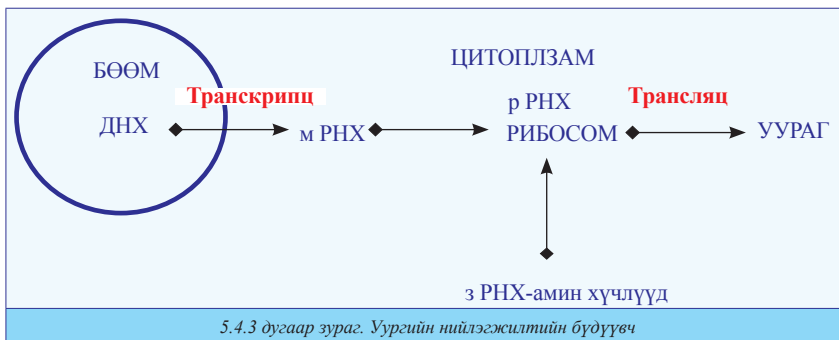 БӨӨМ
ЦИТОПЛЗАМ
Транскрипц
р РНХ
Трансляц
ДНХ
м РНХ
РИБОСОМ
УУРАГ
з РНХ-амин хүчлүүд
5.4.3 дугаар зураг. Уургийн нийлэгжилтийн бүдүүвч